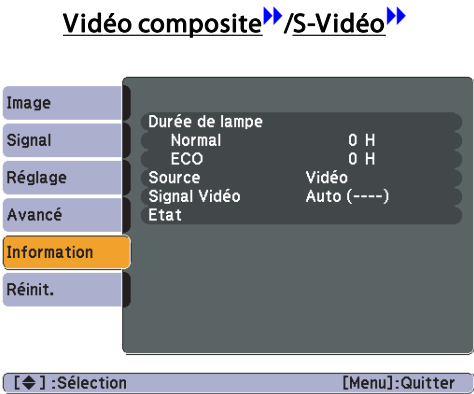 Vidéo composite/S-Vidéo
Image
Signal
Réglage
Avancé
Information
Réinit.
Durée de lampe
Normal 0 H
ECO 0 H
Source Vidéo
Signal Vidéo Auto (----)
Etat
[◆] :Sélection [Menu]:Quitter